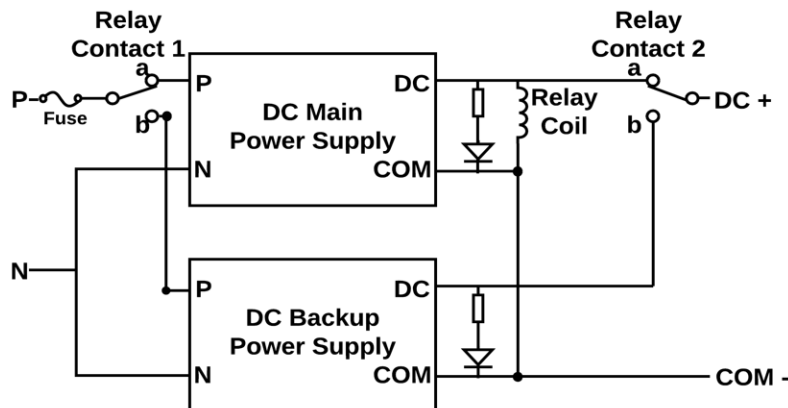 Relay
Contact 1
Relay
Contact 2
a
P
DC
a
P-
Fuse
DC Main
Power Supply
Relay
Coil
DC +
b
b
N
COM
N
P
DC
DC Backup
Power Supply
N
COM
COM -